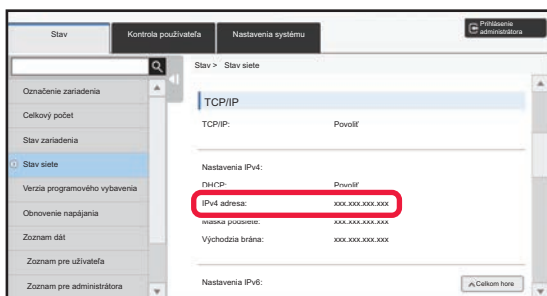 Stav
Kontrola používateľa
Nastavenia systému
Prihlásenie
administrátora
Označenie zariadenia
Celkový počet
Stav zariadenia
Stav siete
Verzia programového vybavenia
Obnovenie napájania
Zoznam dát
Zoznam pre užívateľa
Zoznam pre administrátora
Stav > Stav siete
TCP/IP
TCP/IP: Povoliť
Nastavenia IPv4:
DHCP: Povoliť
IPv4 adresa: xxx.xxx.xxx.xxx
Maska podsiete: xxx.xxx.xxx.xxx
Východzia brána: xxx.xxx.xxx.xxx
Nastavenia IPv6:
Celkom hore